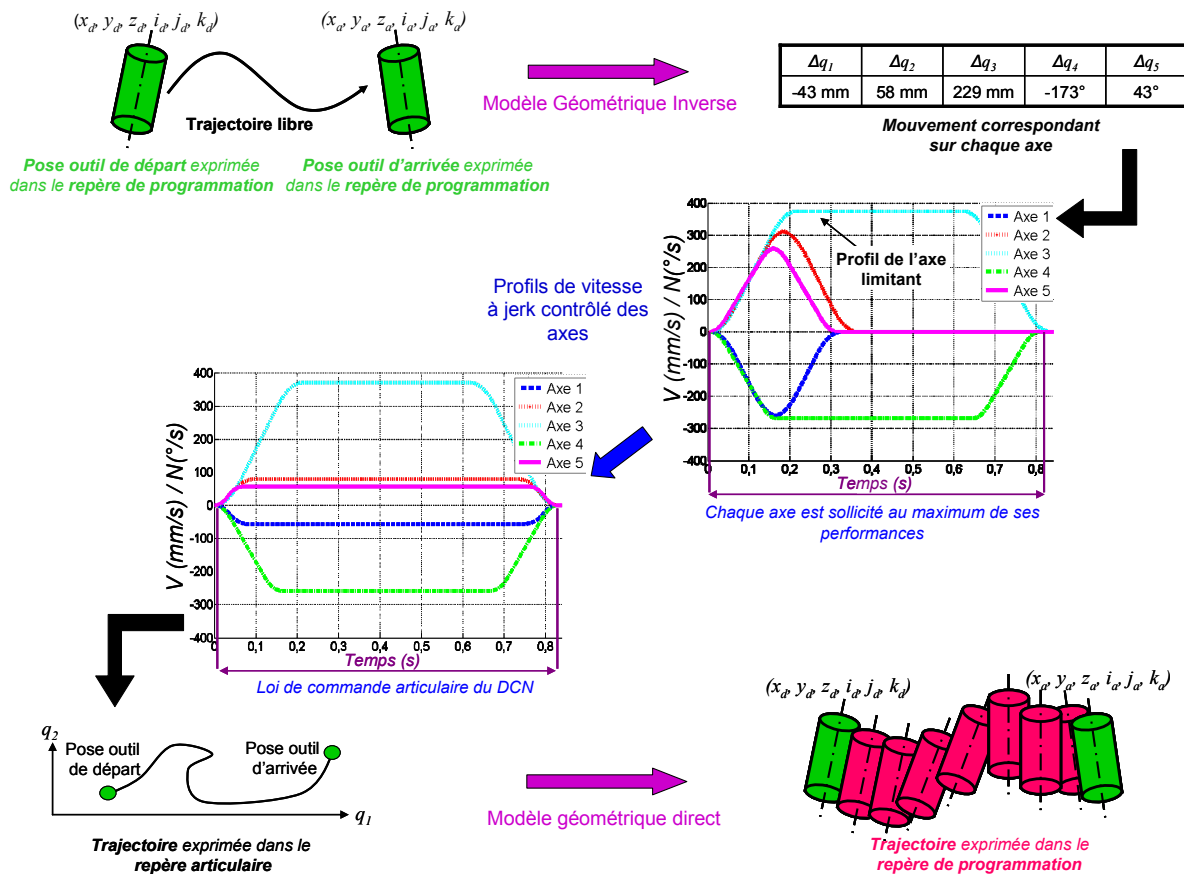 (x_d, y_d, z_d, i_d, j_d, k_d)
(x_a, y_a, z_a, i_a, j_a, k_a)
Trajectoire libre
Pose outil de départ exprimée
dans le repère de programmation
Pose outil d'arrivée exprimée
dans le repère de programmation
Modèle Géométrique Inverse
Δq_1 Δq_2 Δq_3 Δq_4 Δq_5
-43 mm 58 mm 229 mm -173° 43°
Mouvement correspondant
sur chaque axe
V (mm/s) / N(°/s)
400
300
200
100
0
-100
-200
-300
-400
0 0,1 0,2 0,3 0,4 0,5 0,6 0,7 0,8
Axe 1
Axe 2
Axe 3
Axe 4
Axe 5
Profil de l'axe
limitant
Temps (s)
Chaque axe est sollicité au maximum de ses
performances
Profils de vitesse
à jerk contrôlé des
axes
V (mm/s) / N(°/s)
400
300
200
100
0
-100
-200
-300
-400
0 0,1 0,2 0,3 0,4 0,5 0,6 0,7 0,8
Axe 1
Axe 2
Axe 3
Axe 4
Axe 5
Temps (s)
Loi de commande articulaire du DCN
q_2
Pose outil
de départ
Pose outil
d'arrivée
q_1
Trajectoire exprimée dans le
repère articulaire
Modèle géométrique direct
(x_d, y_d, z_d, i_d, j_d, k_d)
(x_a, y_a, z_a, i_a, j_a, k_a)
Trajectoire exprimée dans le
repère de programmation